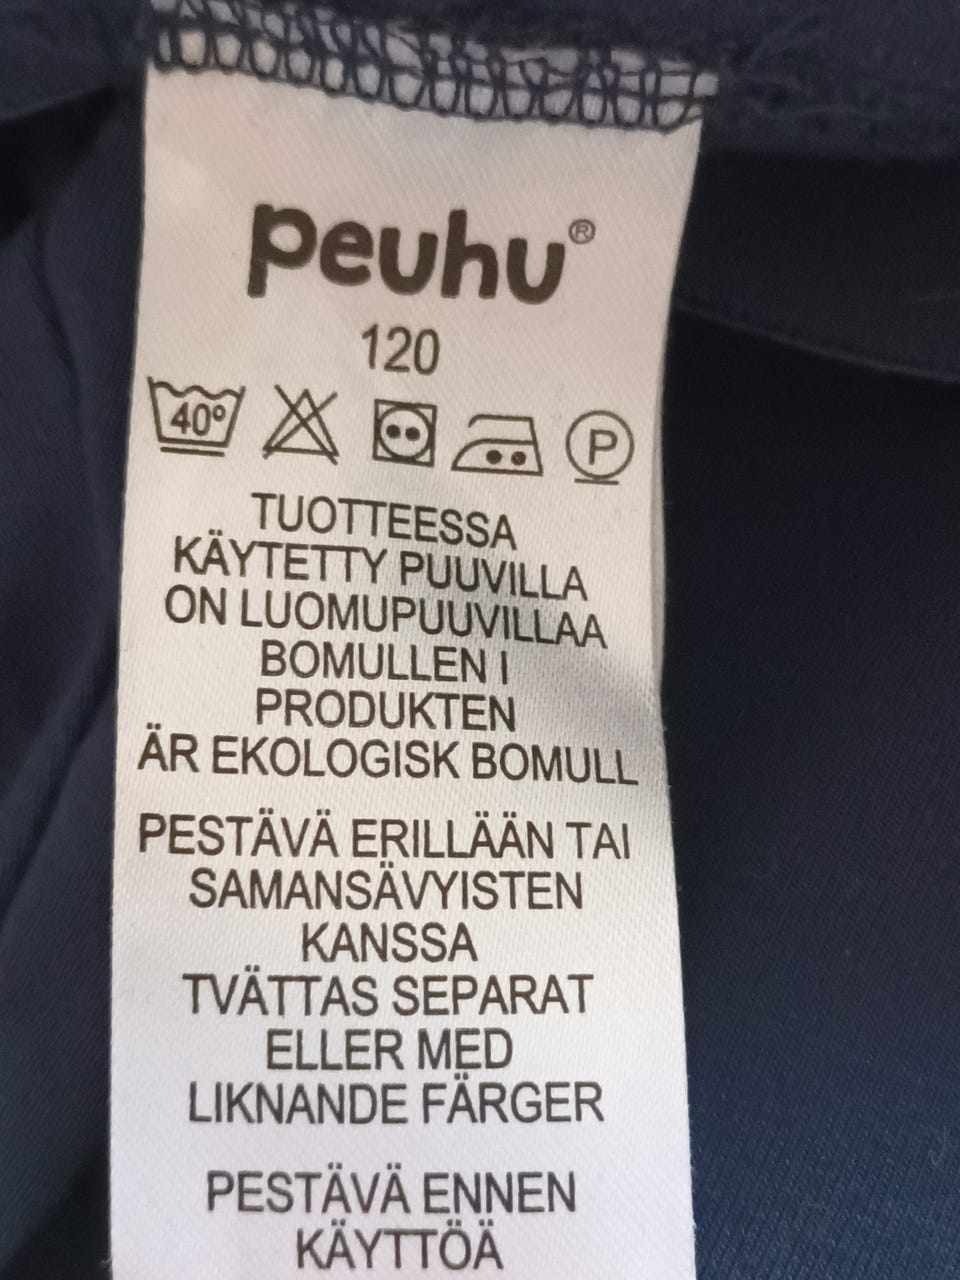 peuhu®
120
40° P
TUOTTEESSA
KÄYTETTY PUUVILLA
ON LUOMUPUUVILLAA
BOMULLEN I
PRODUKTEN
ÄR EKOLOGISK BOMULL
PESTÄVÄ ERILLÄÄN TAI
SAMANSÄVYISTEN
KANSSA
TVÄTTAS SEPARAT
ELLER MED
LIKNANDE FÄRGER
PESTÄVÄ ENNEN
KÄYTTÖÄ